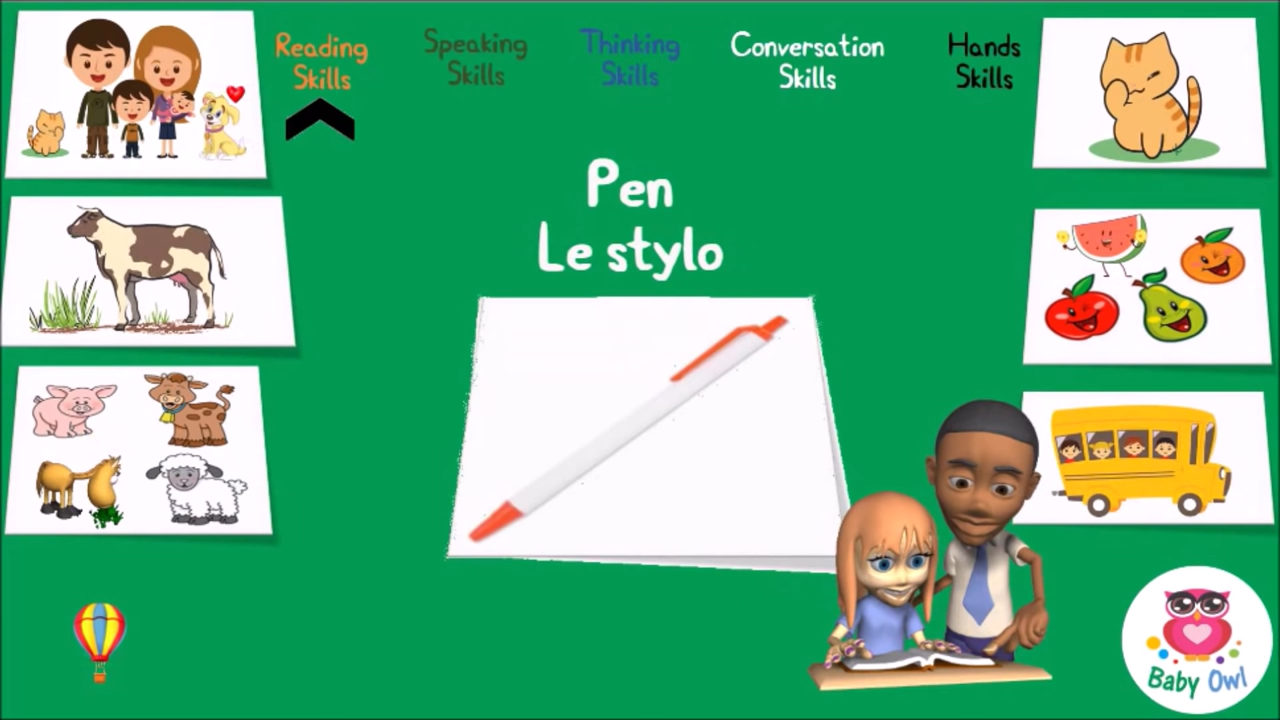 Reading
Skills
Speaking
Skills
Thinking
Skills
Conversation
Skills
Hands
Skills
Pen
Le stylo
Baby Owl